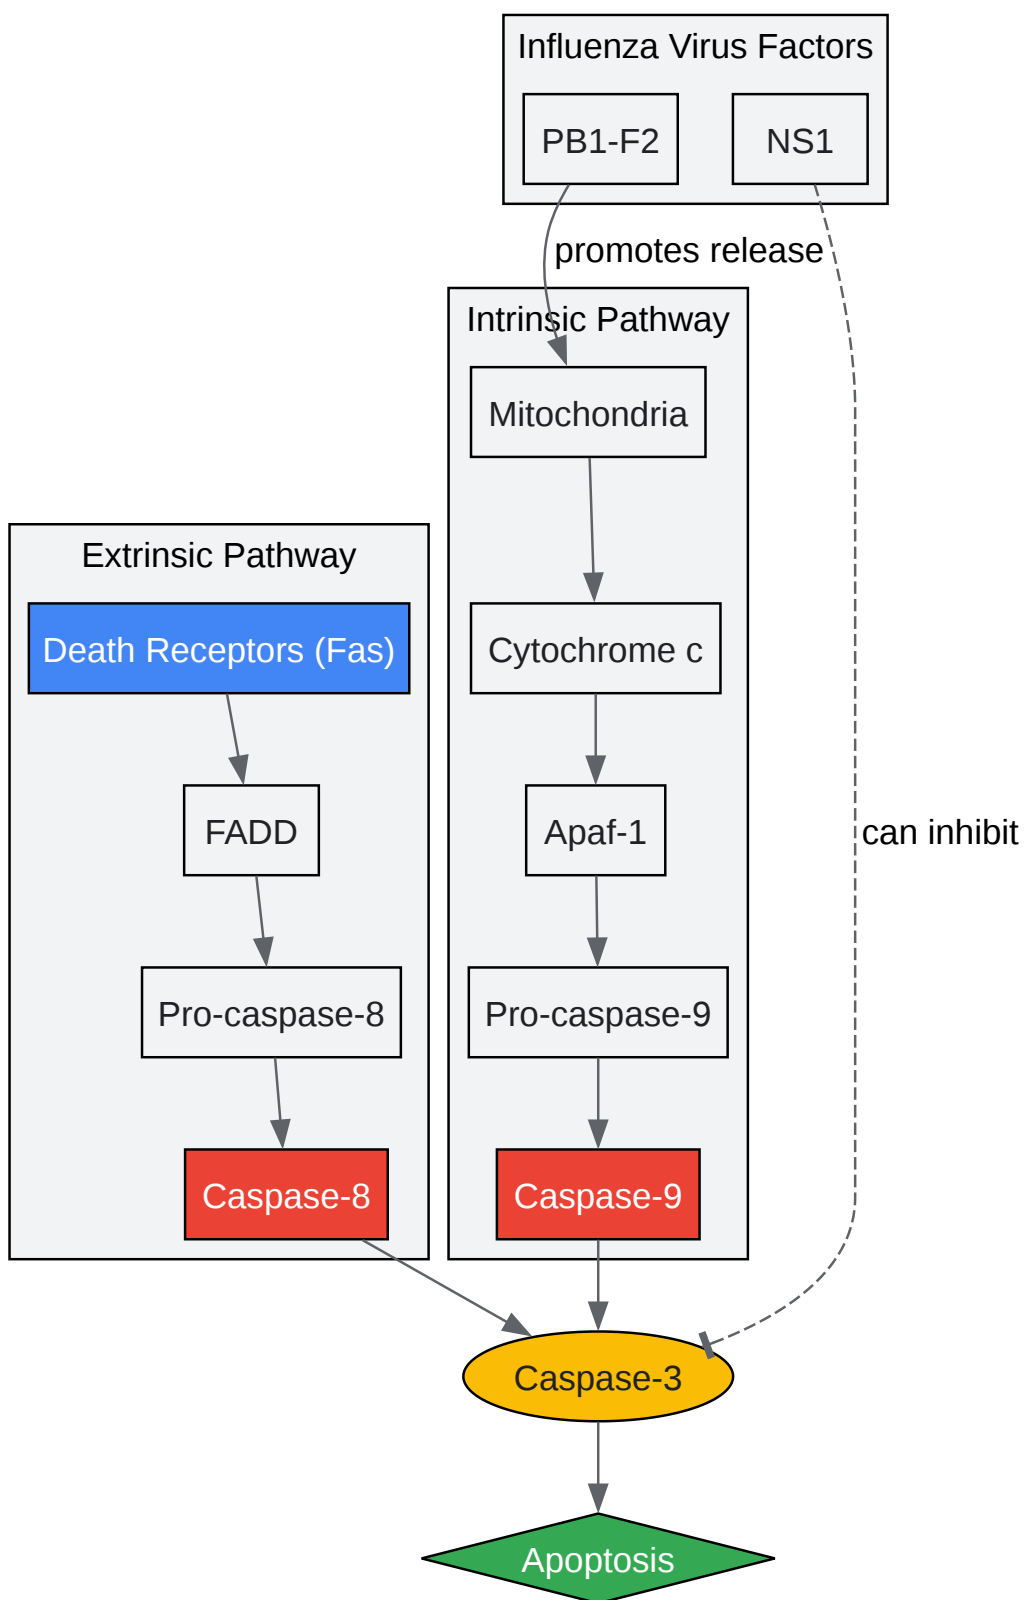 Influenza Virus Factors
PB1-F2
NS1
promotes release
Intrinsic Pathway
Mitochondria
Extrinsic Pathway
Death Receptors (Fas)
Cytochrome c
FADD
Apaf-1
can inhibit
Pro-caspase-8
Pro-caspase-9
Caspase-8
Caspase-9
Caspase-3
Apoptosis